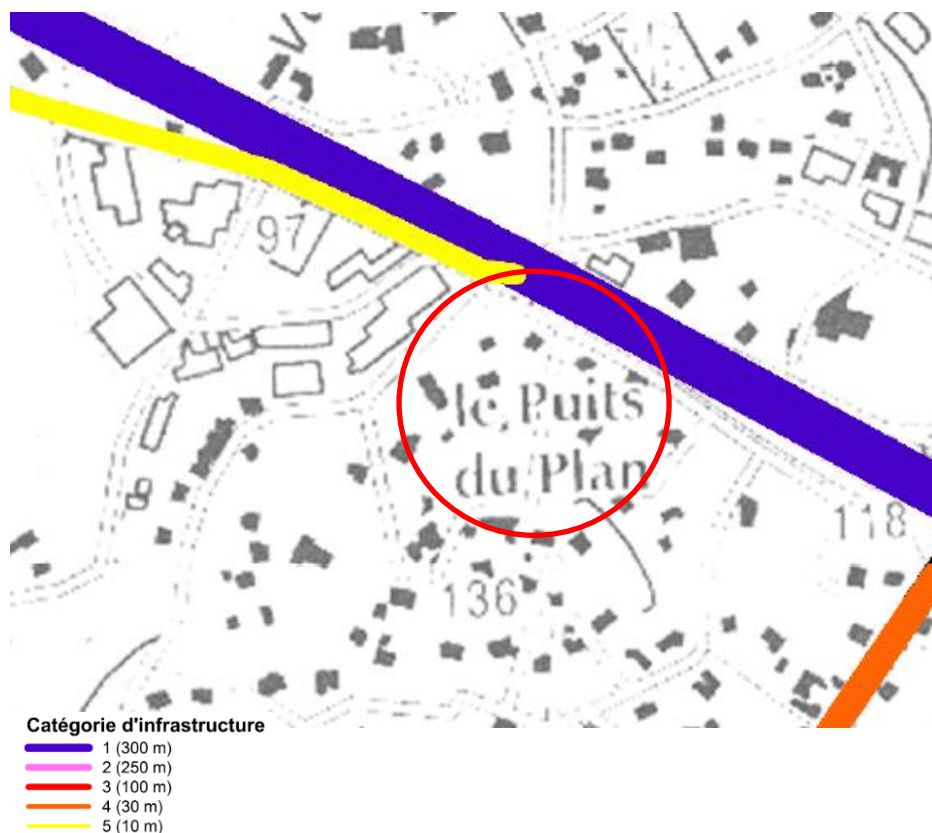 97
le Puits
du Plan
118
136
Catégorie d'infrastructure
1 (300 m)
2 (250 m)
3 (100 m)
4 (30 m)
5 (10 m)